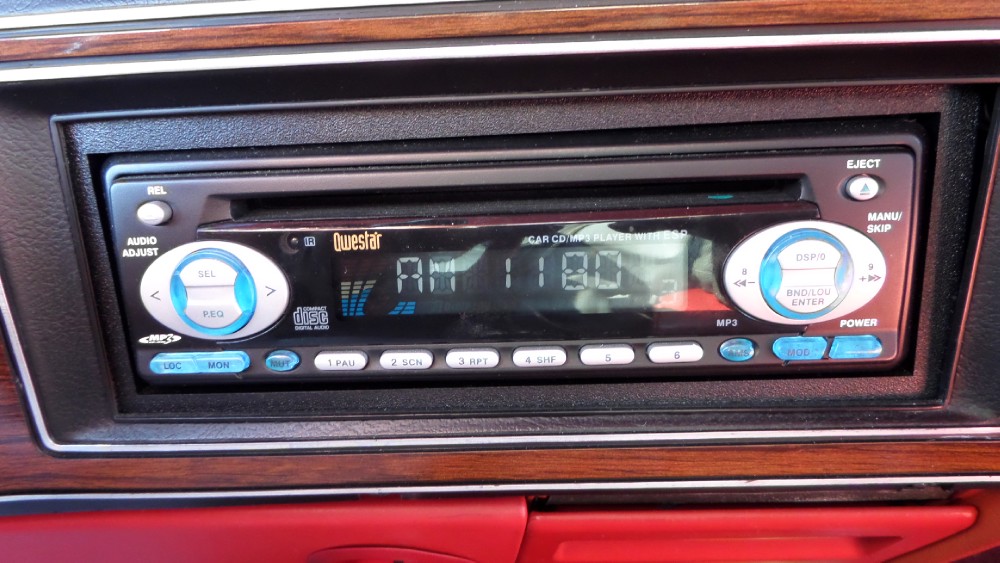 REL
EJECT
AUDIO
ADJUST
MANU/
SKIP
IR
Qwestar
CAR CD/MP3 PLAYER WITH ESP
SEL
P.EQ
< >
AM 1180
DSP/0
BND/LOU
ENTER
8
9
COMPACT
disc
DIGITAL AUDIO
MP3
MP3
POWER
LOC
MON
MUT
1 PAU
2 SCN
3 RPT
4 SHF
5
6
MOD